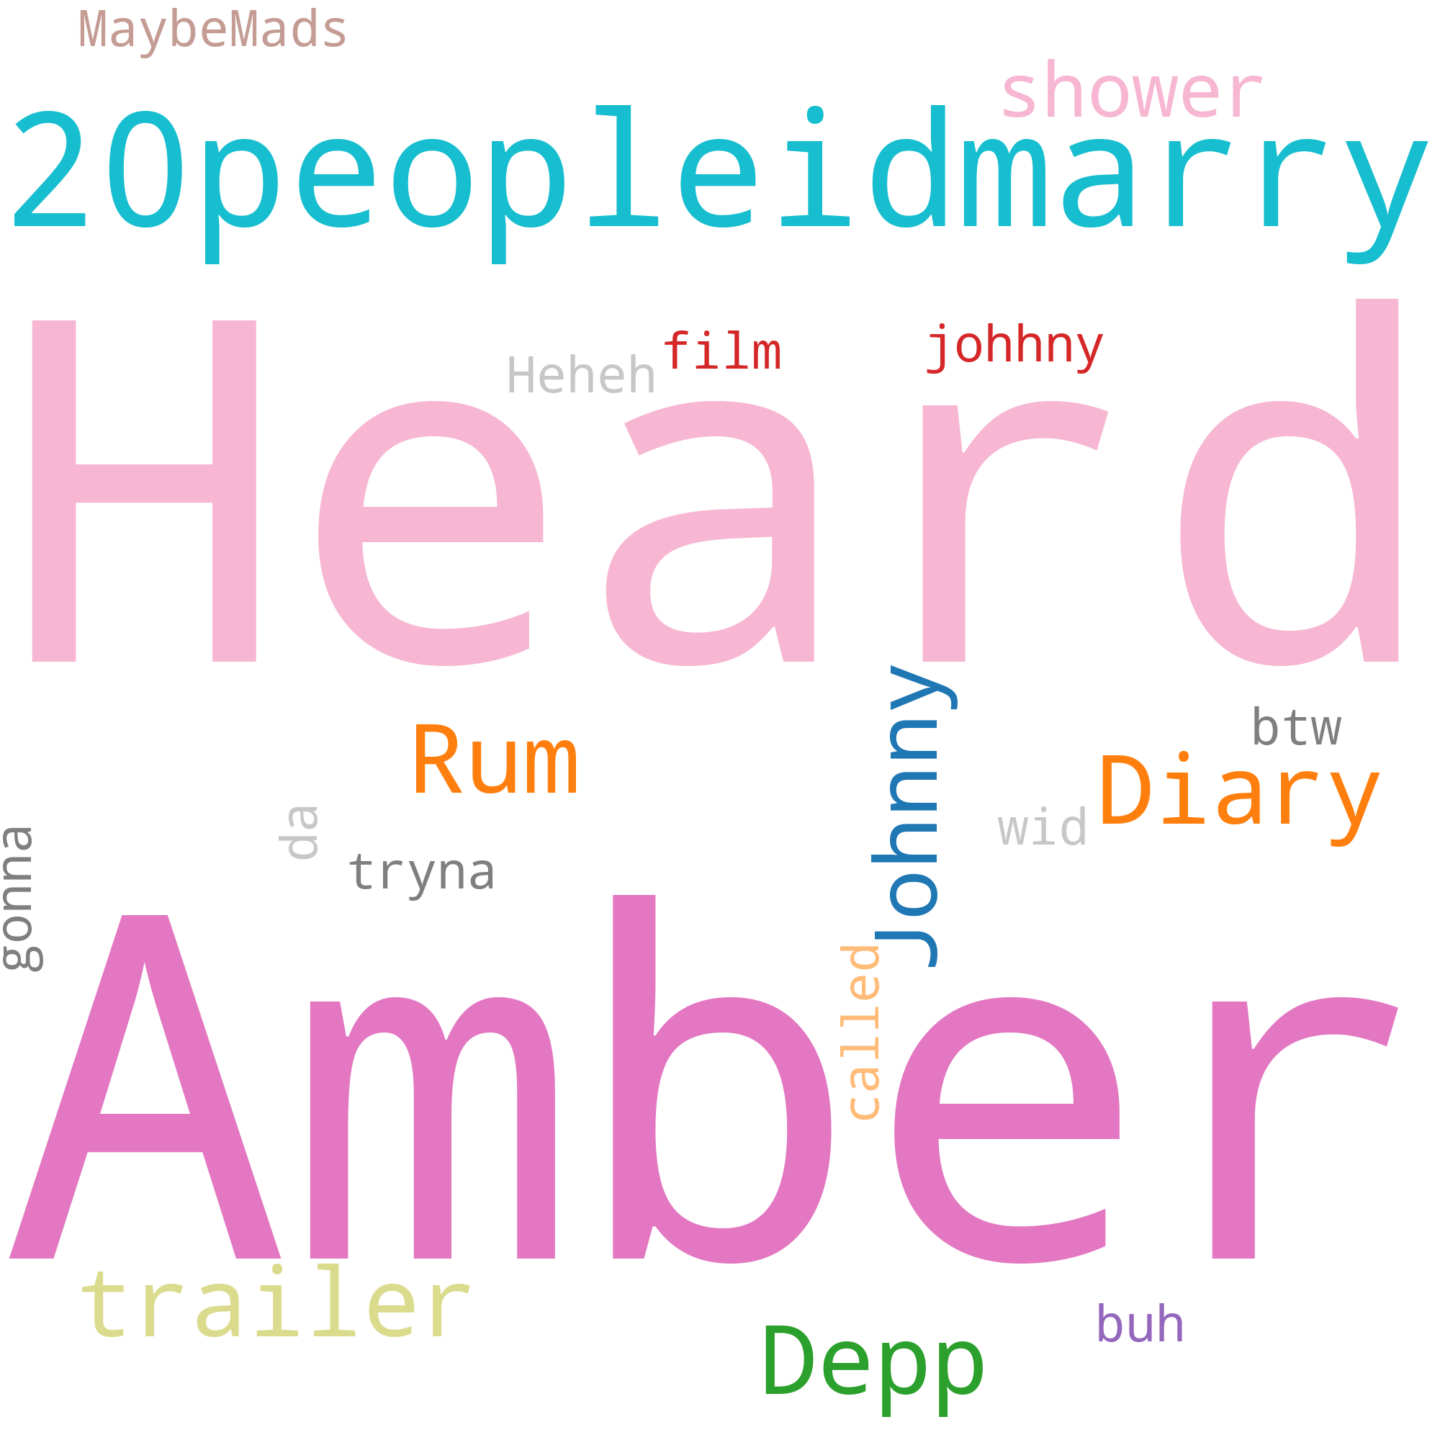 MaybeMads
shower
20peopleidmarry
Heard
Heheh
film
johhny
Rum
Johnny
btw
Diary
da
wid
gonna
tryna
called
Amber
trailer
Depp
buh